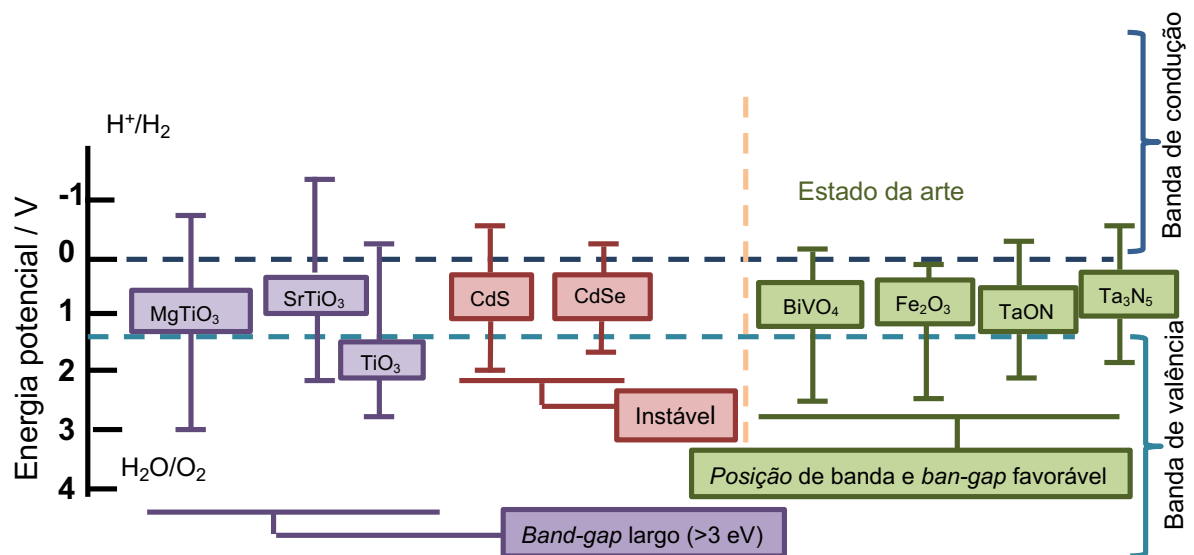 H⁺/H₂
Energia potencial / V
-1
0
1
2
3
4
H₂O/O₂
MgTiO₃
SrTiO₃
TiO₃
CdS
CdSe
Instável
Band-gap largo (>3 eV)
Estado da arte
BiVO₄
Fe₂O₃
TaON
Ta₃N₅
Posição de banda e ban-gap favorável
Banda de condução
Banda de valência